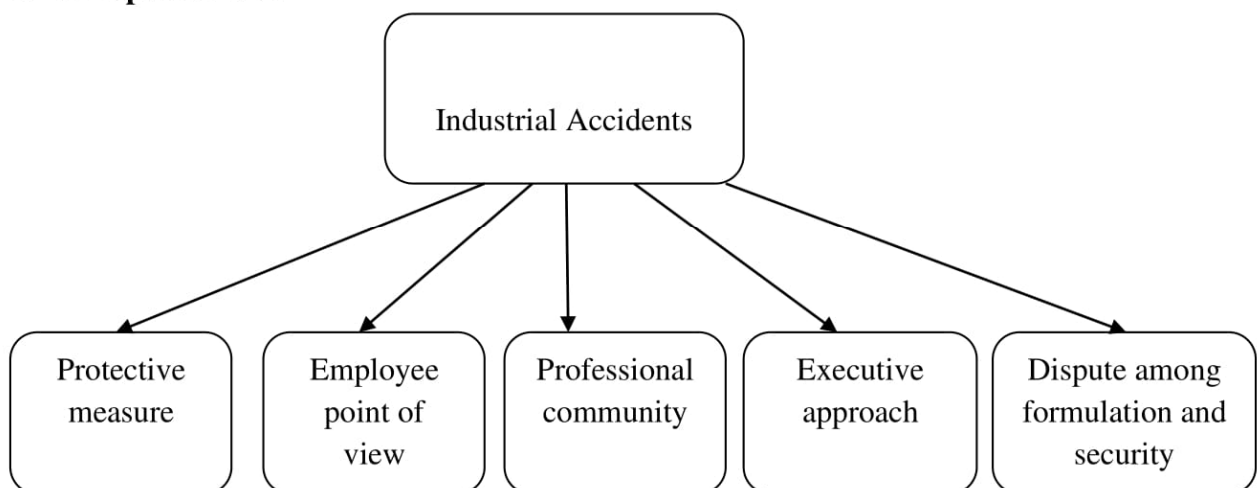 Industrial Accidents
Protective
measure
Employee
point of
view
Professional
community
Executive
approach
Dispute among
formulation and
security